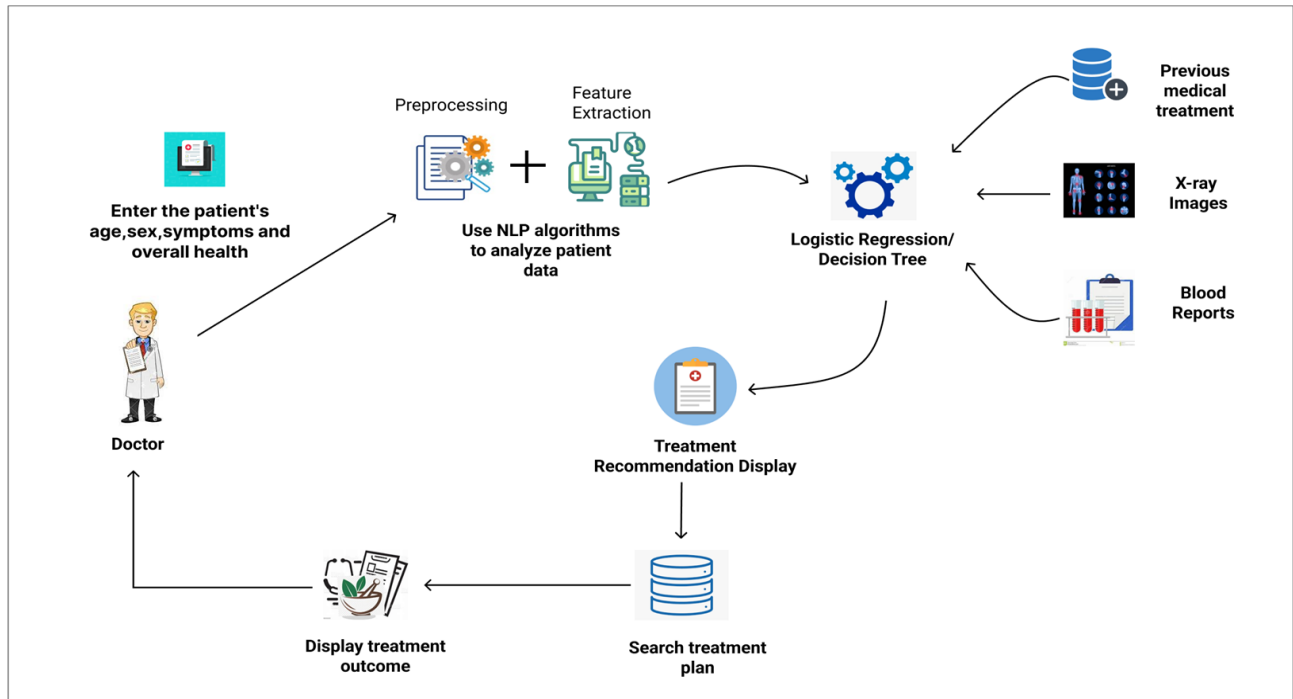 Preprocessing
Feature
Extraction
Previous
medical
treatment
Enter the patient's
age,sex,symptoms and
overall health
Use NLP algorithms
to analyze patient
data
Logistic Regression/
Decision Tree
X-ray
Images
Blood
Reports
Doctor
Treatment
Recommendation Display
Display treatment
outcome
Search treatment
plan